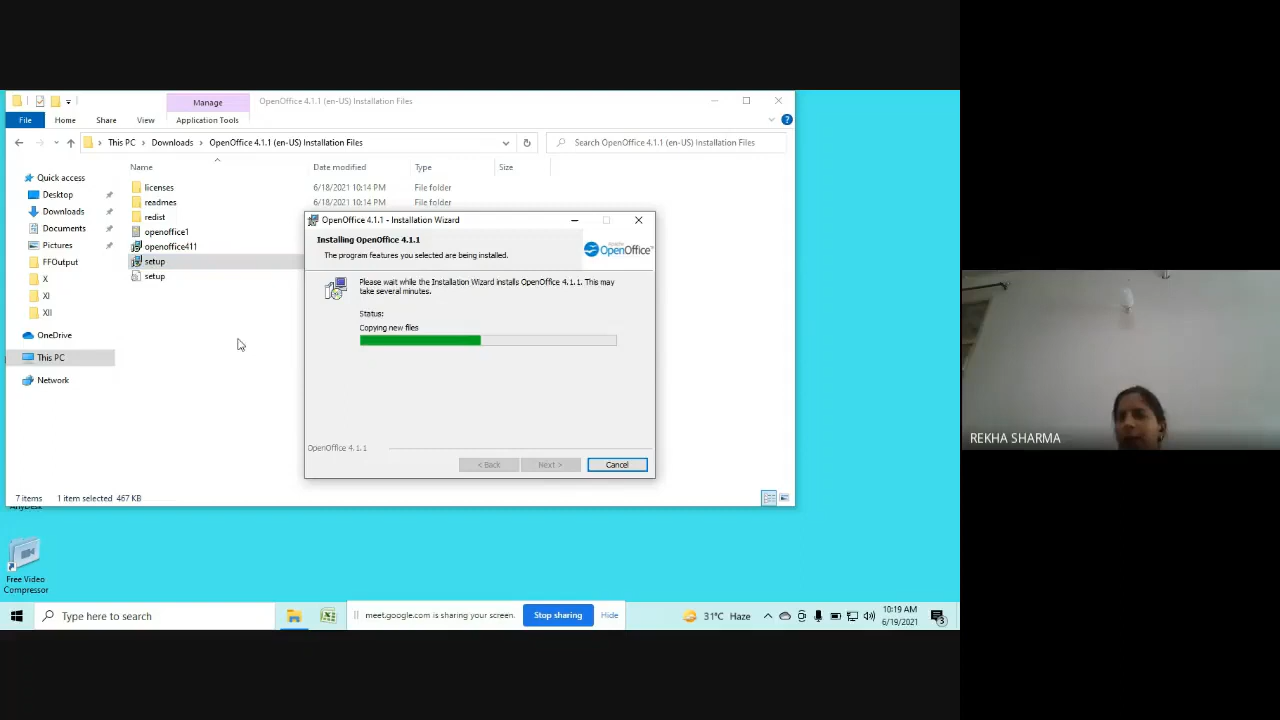 Manage
OpenOffice 4.1.1 (en-US) Installation Files
File
Home
Share
View
Application Tools
This PC > Downloads > OpenOffice 4.1.1 (en-US) Installation Files
Search OpenOffice 4.1.1 (en-US) Installation Files
Name
Date modified
Type
Size
Quick access
Desktop
Downloads
Documents
Pictures
FFOutput
X
XI
XII
OneDrive
This PC
Network
licenses
6/18/2021 10:14 PM
File folder
readmes
6/18/2021 10:14 PM
File folder
redist
openoffice1
openoffice411
setup
setup
OpenOffice 4.1.1 - Installation Wizard
Installing OpenOffice 4.1.1
The program features you selected are being installed.
OpenOffice
Please wait while the Installation Wizard installs OpenOffice 4.1.1. This may
take several minutes.
Status:
Copying new files
OpenOffice 4.1.1
< Back
Next >
Cancel
7 items
1 item selected 467 KB
AnyDesk
Free Video
Compressor
Type here to search
meet.google.com is sharing your screen.
Stop sharing
Hide
31°C Haze
10:19 AM
6/19/2021
3
REKHA SHARMA